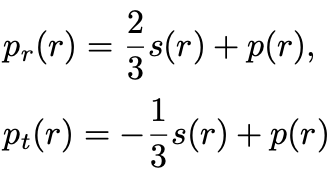 p_r(r) = \frac{2}{3}s(r) + p(r),
p_t(r) = -\frac{1}{3}s(r) + p(r)